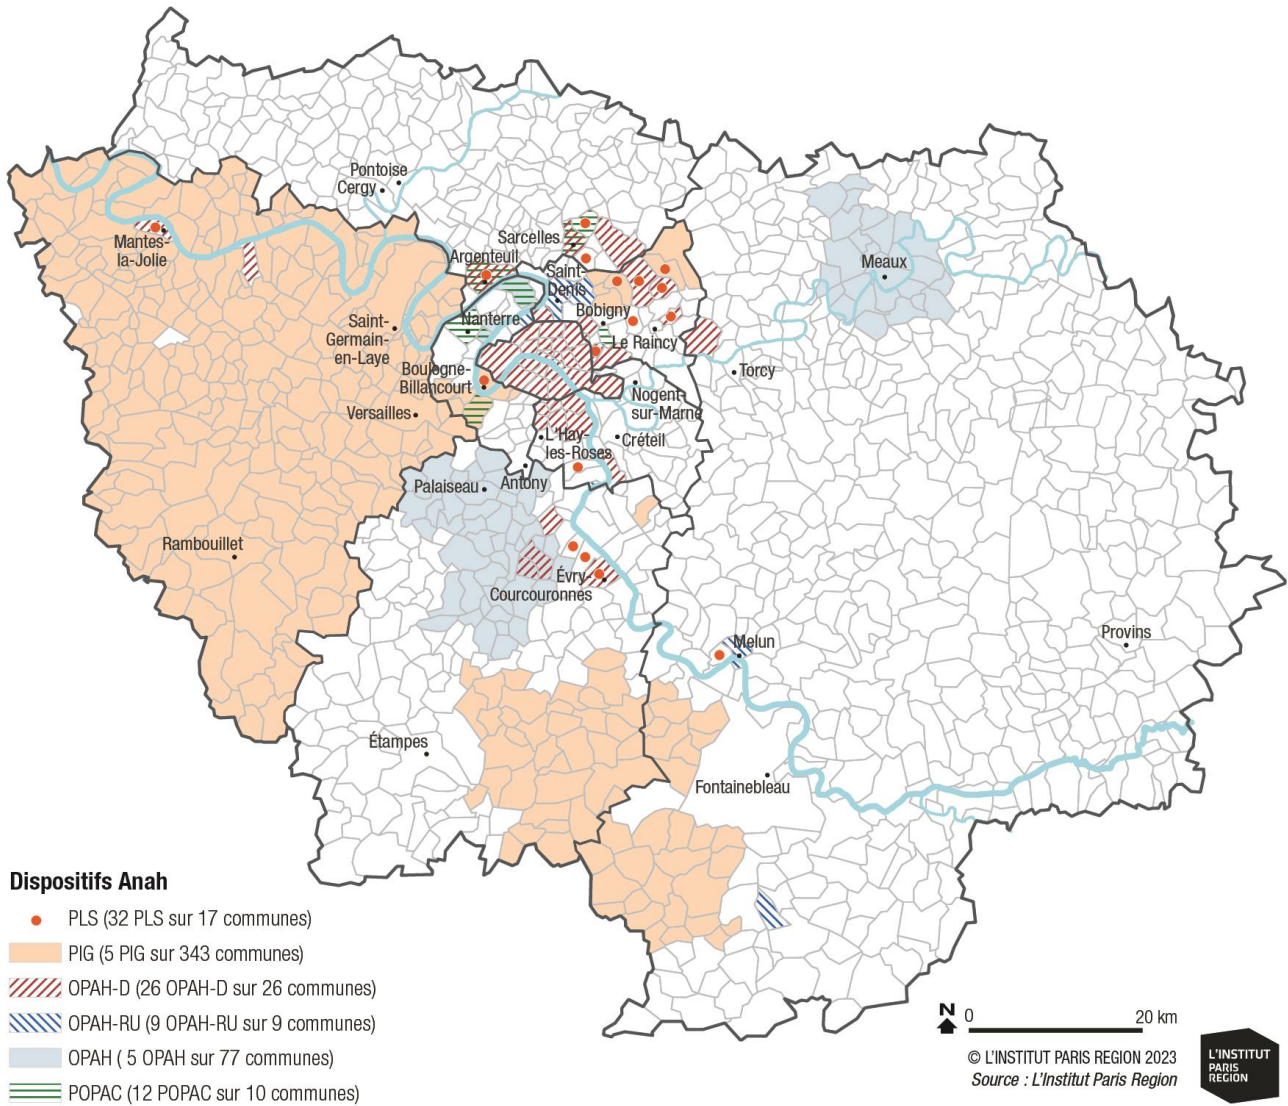 Pontoise
Cergy
Mantes-
la-Jolie
Sarcelles
Argenteuil
Saint-
Denis
Meaux
Bobigny
Nanterre
Saint-
Germain-
en-Laye
Le Raincy
Boulogne-
Billancourt
Torcy
Nogent-
sur-Marne
Versailles
L'Hay-
les-Roses
Créteil
Palaiseau
Antony
Rambouillet
Évry-
Courcouronnes
Provins
Melun
Étampes
Fontainebleau
Dispositifs Anah
PLS (32 PLS sur 17 communes)
PIG (5 PIG sur 343 communes)
OPAH-D (26 OPAH-D sur 26 communes)
OPAH-RU (9 OPAH-RU sur 9 communes)
OPAH ( 5 OPAH sur 77 communes)
POPAC (12 POPAC sur 10 communes)
N 0 20 km
© L'INSTITUT PARIS REGION 2023
Source : L'Institut Paris Region
L'INSTITUT
PARIS
REGION